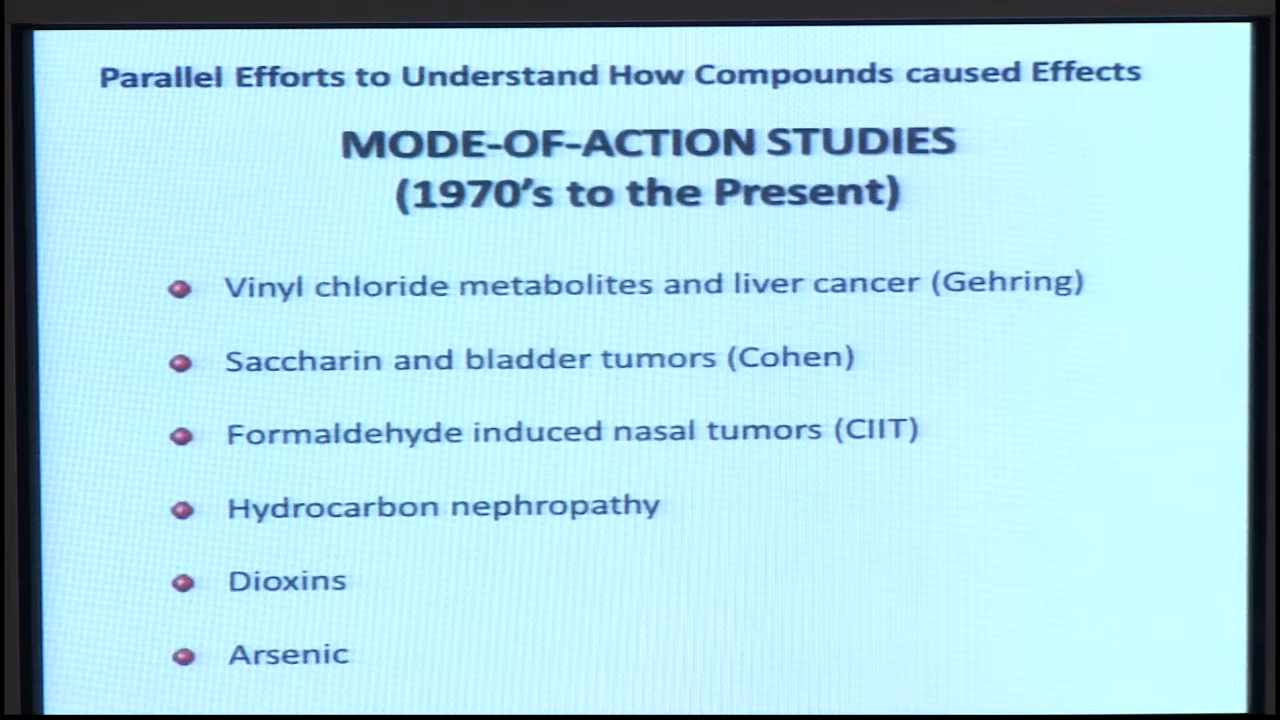 Parallel Efforts to Understand How Compounds caused Effects
MODE-OF-ACTION STUDIES
(1970's to the Present)
Vinyl chloride metabolites and liver cancer (Gehring)
Saccharin and bladder tumors (Cohen)
Formaldehyde induced nasal tumors (CIIT)
Hydrocarbon nephropathy
Dioxins
Arsenic